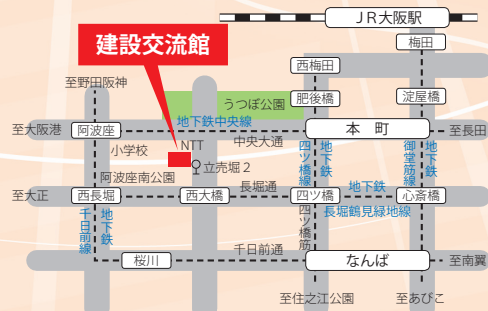 JR大阪駅
建設交流館
梅田
西梅田
至野田阪神
肥後橋
淀屋橋
うつぼ公園
地下鉄中央線
至大阪港
阿波座
本町
至長田
NTT
中央大通
小学校
立売堀2
四ツ橋線
地下鉄
御堂筋線
地下鉄
阿波座南公園
長堀通
地下鉄
至大正
西長堀
西大橋
四ツ橋
心斎橋
長堀鶴見緑地線
千日前線
地下鉄
四ツ橋筋
千日前通
桜川
なんば
至南翼
至住之江公園
至あびこ